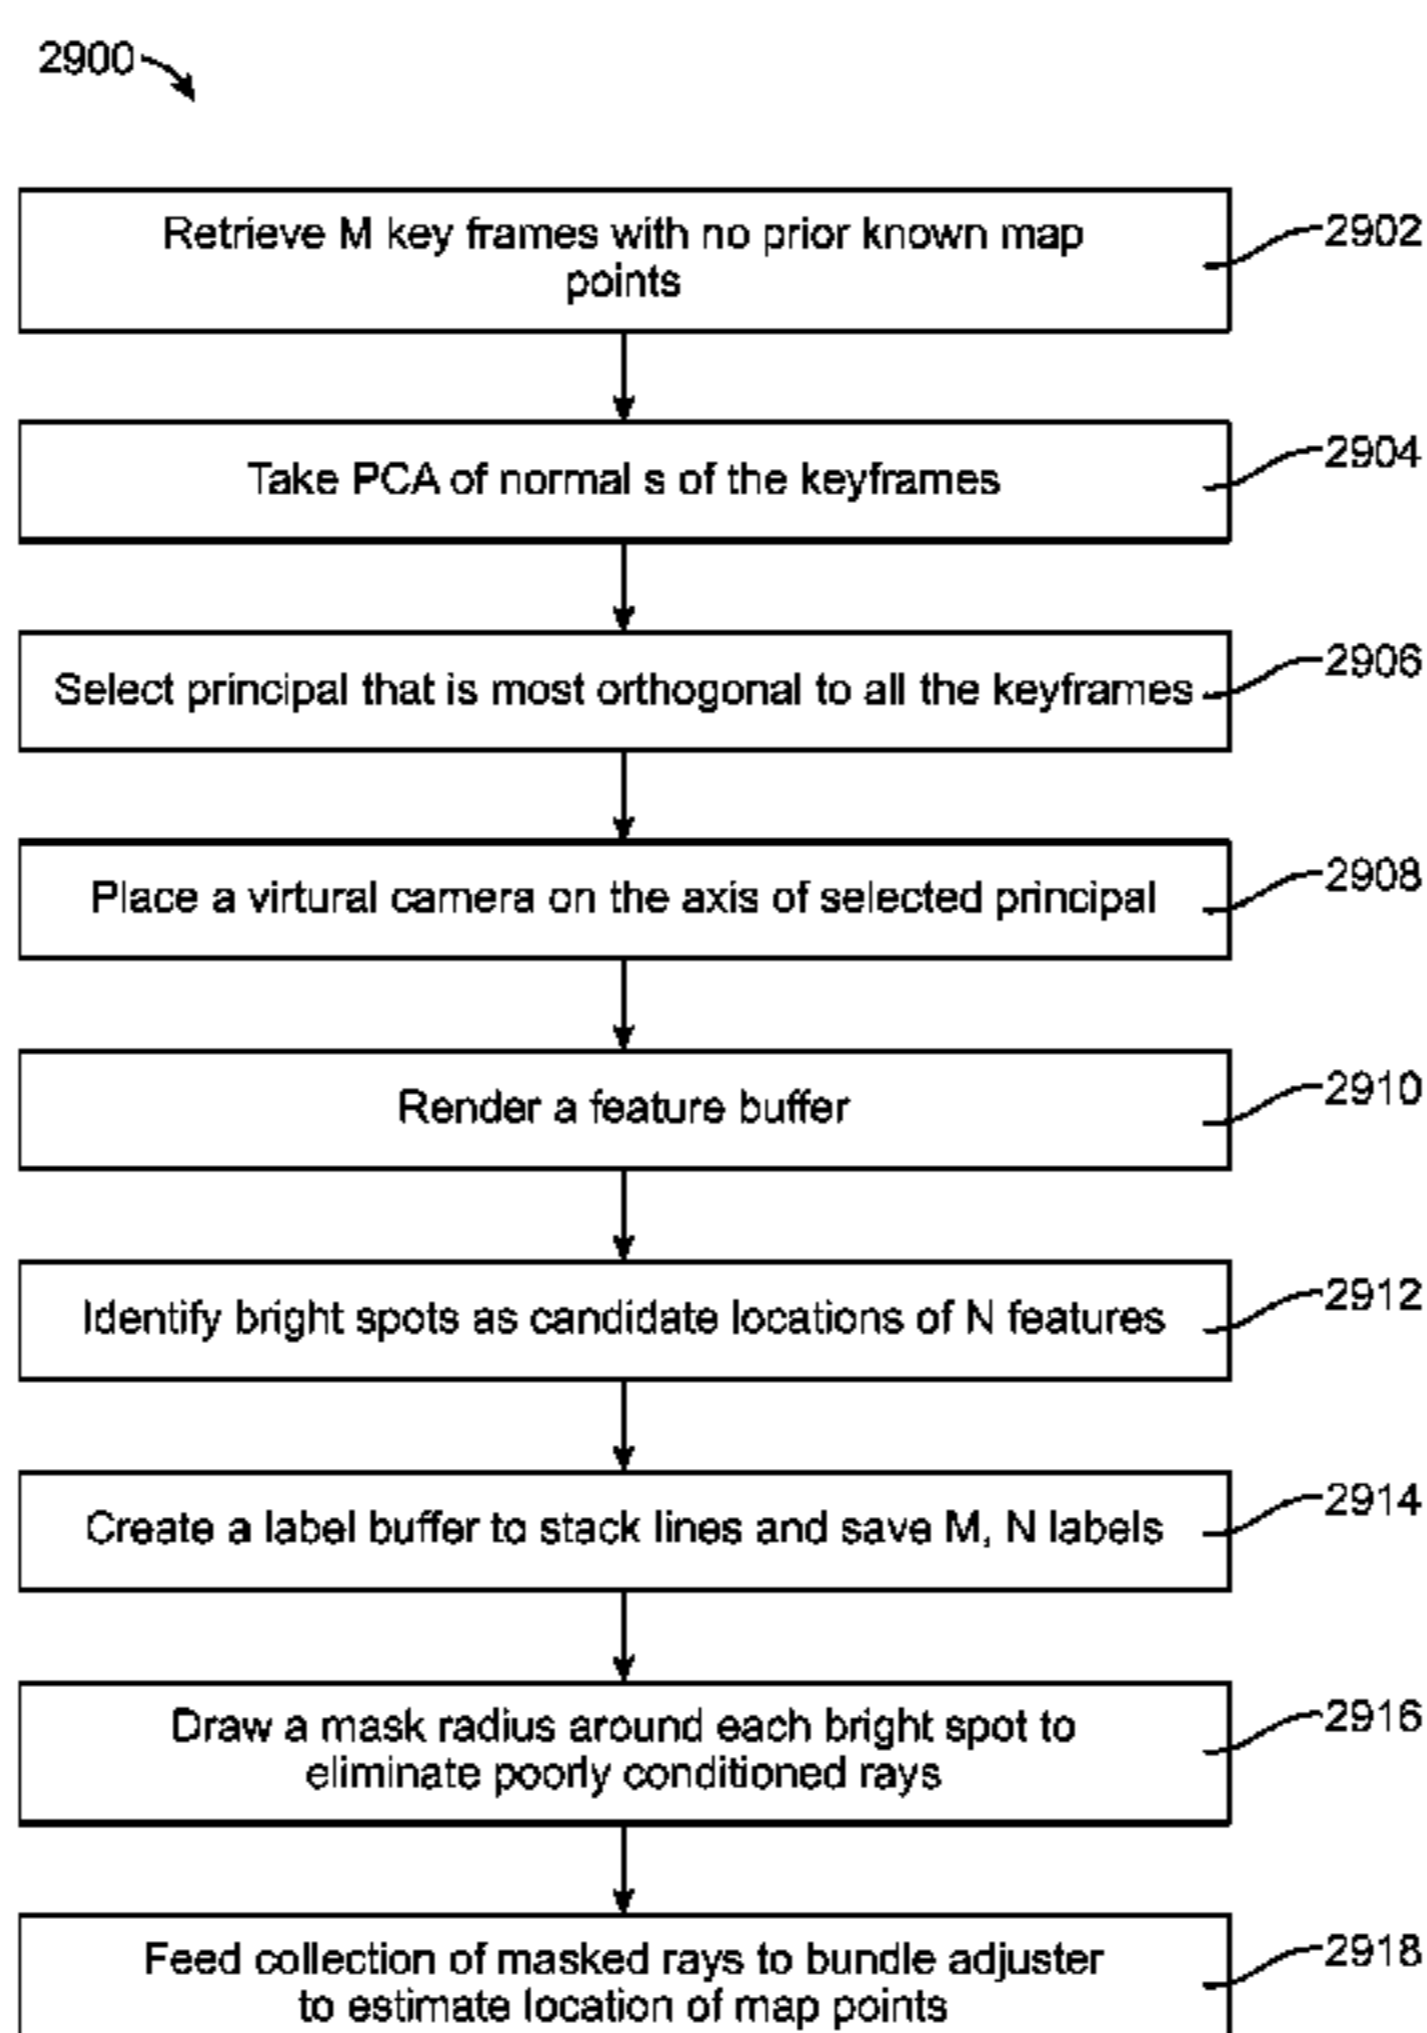 2900
Retrieve M key frames with no prior known map
points
2902
Take PCA of normal s of the keyframes
2904
Select principal that is most orthogonal to all the keyframes
2906
Place a virtural camera on the axis of selected principal
2908
Render a feature buffer
2910
Identify bright spots as candidate locations of N features
2912
Create a label buffer to stack lines and save M, N labels
2914
Draw a mask radius around each bright spot to
eliminate poorly conditioned rays
2916
Feed collection of masked rays to bundle adjuster
to estimate location of map points
2918